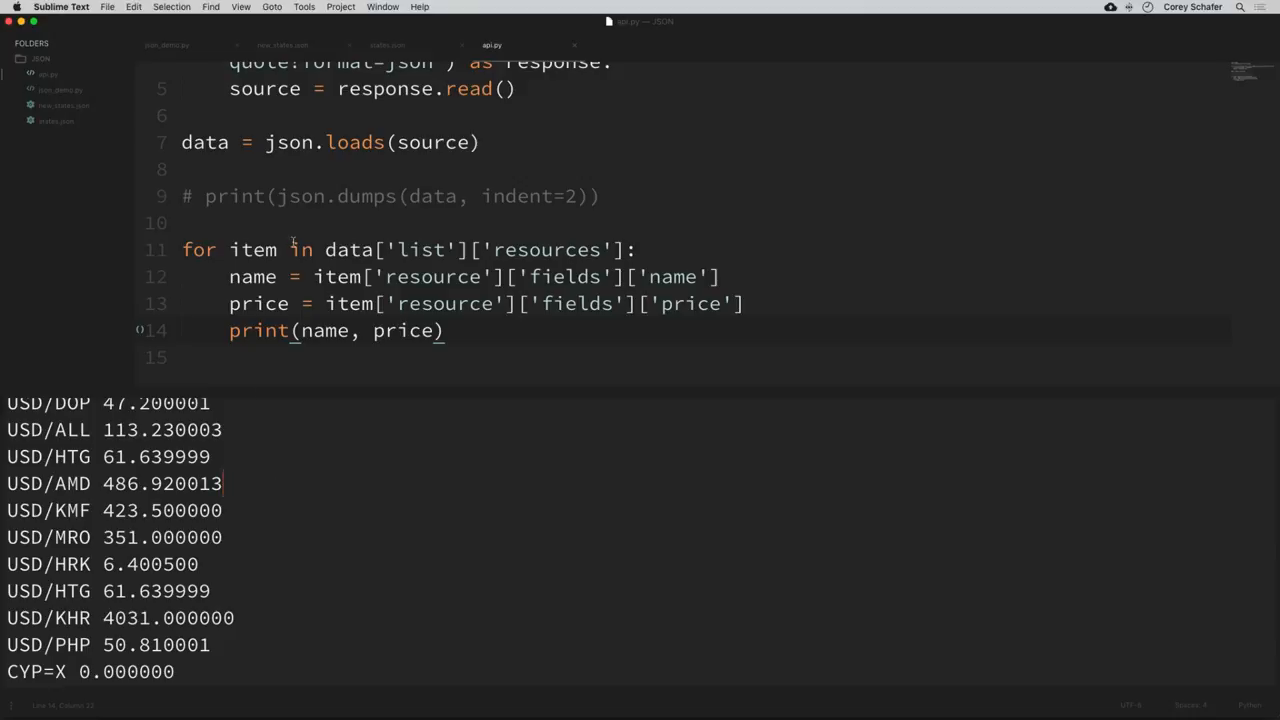 Sublime Text File Edit Selection Find View Goto Tools Project Window Help Corey Schafer
api.py — JSON
FOLDERS
JSON
api.py
json_demo.py
new_states.json
states.json
json_demo.py × new_states.json × states.json × api.py ×
quote?format=json") as response:
5 source = response.read()
6
7 data = json.loads(source)
8
9 # print(json.dumps(data, indent=2))
10
11 for item in data['list']['resources']:
12 name = item['resource']['fields']['name']
13 price = item['resource']['fields']['price']
14 print(name, price)
15
USD/DOP 47.200001
USD/ALL 113.230003
USD/HTG 61.639999
USD/AMD 486.920013
USD/KMF 423.500000
USD/MRO 351.000000
USD/HRK 6.400500
USD/HTG 61.639999
USD/KHR 4031.000000
USD/PHP 50.810001
CYP=X 0.000000
Line 14, Column 23 UTF-8 Spaces: 4 Python